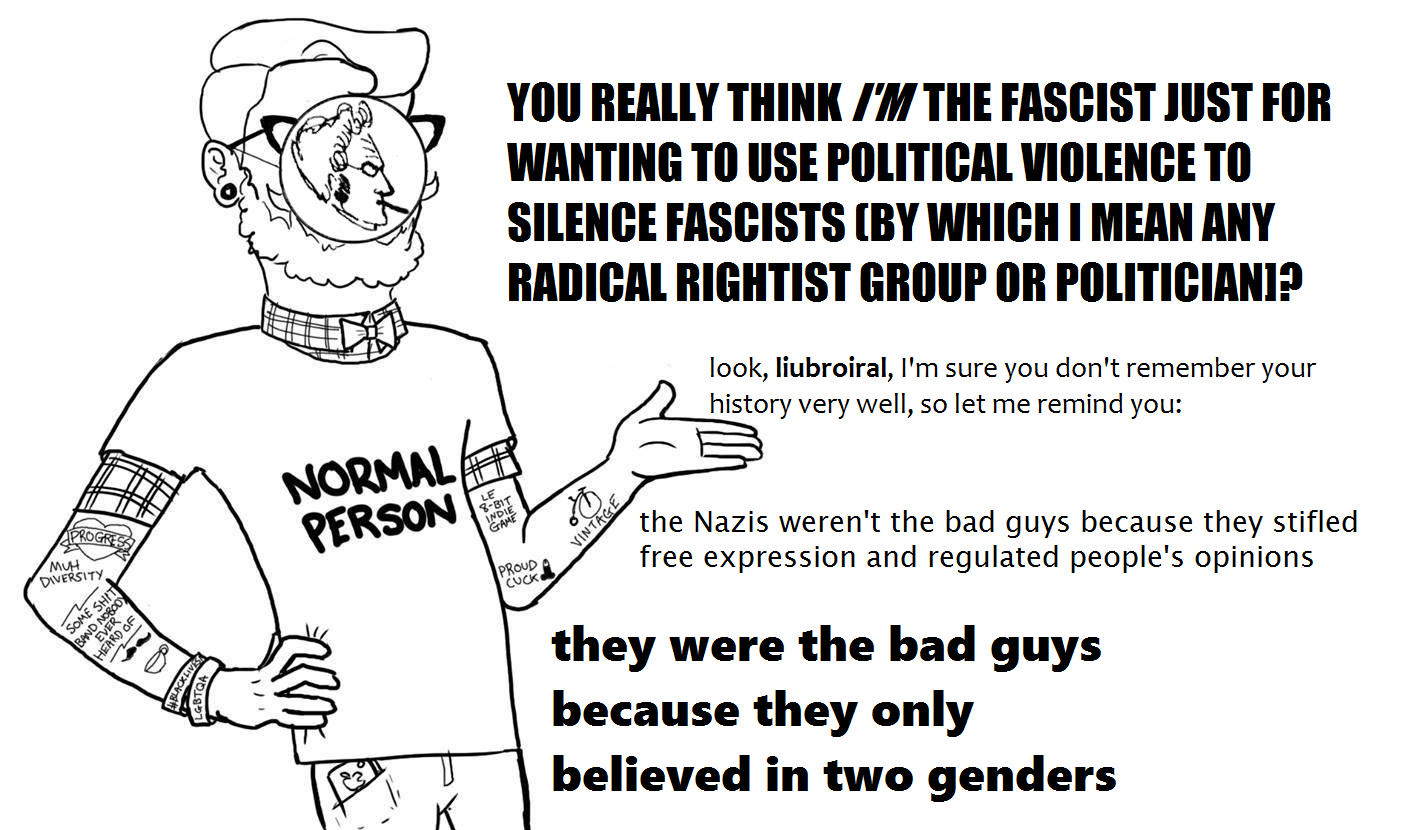 YOU REALLY THINK I'M THE FASCIST JUST FOR
WANTING TO USE POLITICAL VIOLENCE TO
SILENCE FASCISTS (BY WHICH I MEAN ANY
RADICAL RIGHTIST GROUP OR POLITICIAN]?
look, liubroiral, I'm sure you don't remember your
history very well, so let me remind you:
the Nazis weren't the bad guys because they stifled
free expression and regulated people's opinions
they were the bad guys
because they only
believed in two genders
NORMAL
PERSON
LE
8-BIT
INDIE
GAME
VINTAGE
PROUD
CUCK
PROGRESS
MUH
DIVERSITY
SOME SHIT
BAND NOBODY
EVER
HEARD OF
#BLACKLIVES
LGBTQA